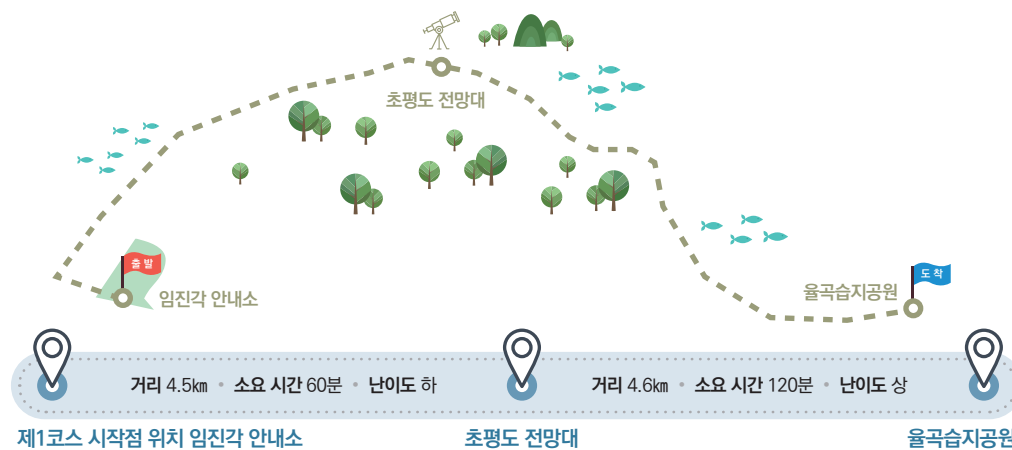 초평도 전망대
출발
임진각 안내소
도착
율곡습지공원
거리 4.5km • 소요 시간 60분 • 난이도 하
거리 4.6km • 소요 시간 120분 • 난이도 상
제1코스 시작점 위치 임진각 안내소
초평도 전망대
율곡습지공원